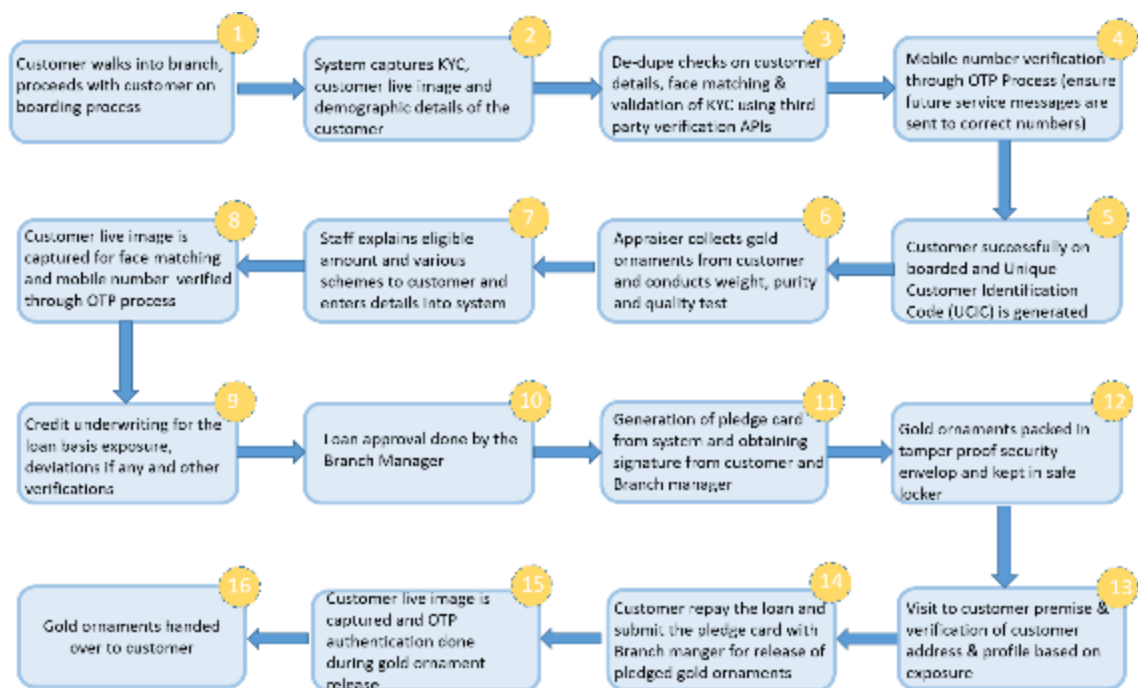 1
Customer walks into branch,
proceeds with customer on
boarding process
2
System captures KYC,
customer live image and
demographic details of the
customer
3
De-dupe checks on customer
details, face matching &
validation of KYC using third
party verification APIs
4
Mobile number verification
through OTP Process (ensure
future service messages are
sent to correct numbers)
8
Customer live image is
captured for face matching
and mobile number verified
through OTP process
7
Staff explains eligible
amount and various
schemes to customer and
enters details into system
6
Appraiser collects gold
ornaments from customer
and conducts weight, purity
and quality test
5
Customer successfully on
boarded and Unique
Customer Identification
Code (UCIC) is generated
9
Credit underwriting for the
loan basis exposure,
deviations if any and other
verifications
10
Loan approval done by the
Branch Manager
11
Generation of pledge card
from system and obtaining
signature from customer and
Branch manager
12
Gold ornaments packed in
tamper proof security
envelop and kept in safe
locker
16
Gold ornaments handed
over to customer
15
Customer live image is
captured and OTP
authentication done
during gold ornament
release
14
Customer repay the loan and
submit the pledge card with
Branch manger for release of
pledged gold ornaments
13
Visit to customer premise &
verification of customer
address & profile based on
exposure